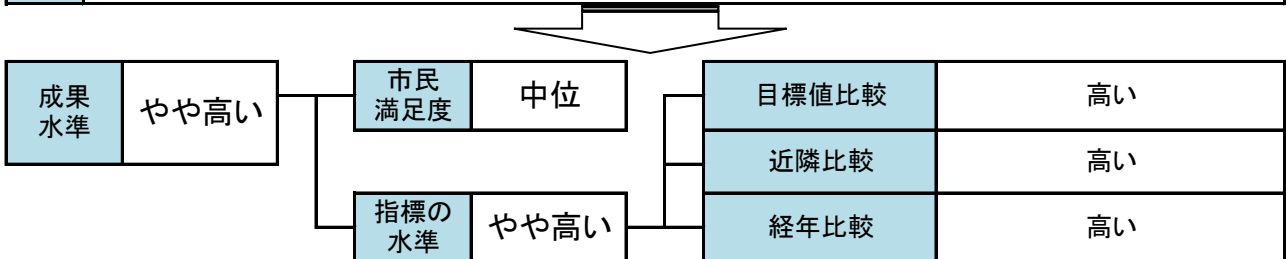 成果
水準
やや高い
市民
満足度
中位
指標の
水準
やや高い
目標値比較
高い
近隣比較
高い
経年比較
高い